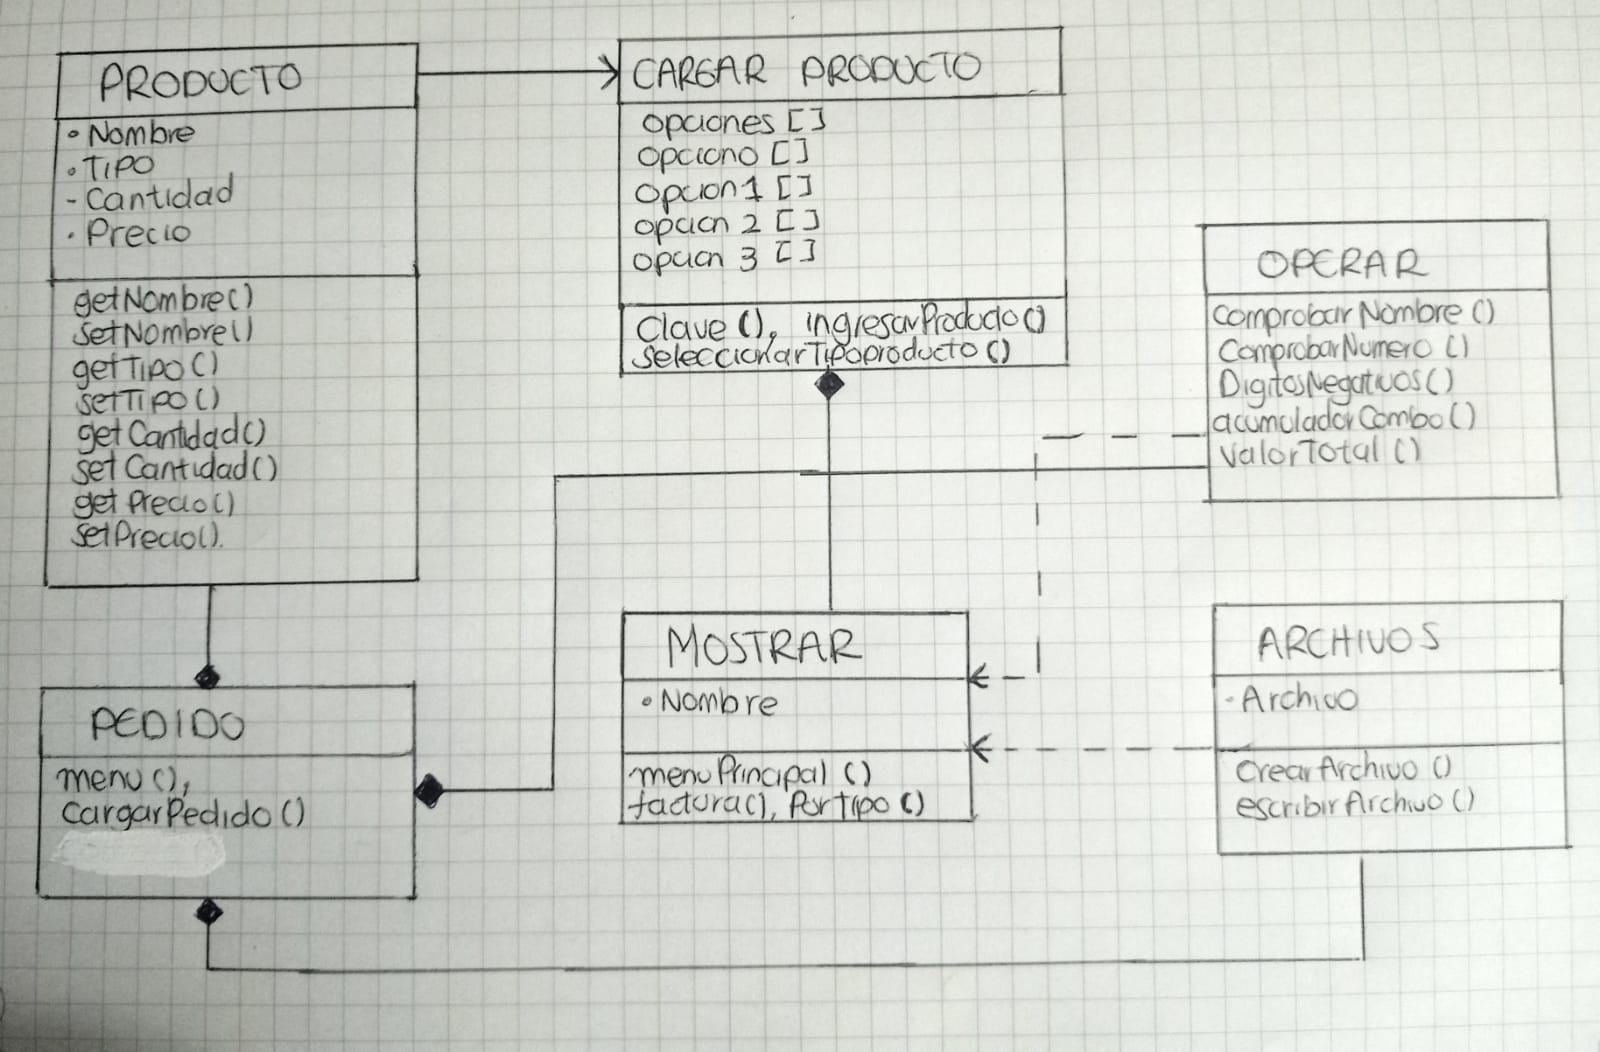 PRODUCTO
• Nombre
• TIPO
- Cantidad
• Precio
getNombre()
setNombre()
getTIPO()
setTIPO()
getCantidad()
setCantidad()
getPrecio()
setPrecio().
CARGAR PRODUCTO
opciones []
opciono []
opcion1 []
opcion 2 []
opcion 3 []
Clave (), ingresarProducto()
seleccionarTipoproducto()
OPERAR
comprobarNombre()
ComprobarNumero()
DigitosNegativos()
acumuladorCombo()
ValorTotal()
PEDIDO
menu(),
CargarPedido()
MOSTRAR
• Nombre
menuPrincipal ()
factura(), PorTIPO ()
ARCHIVOS
• Archivo
CrearArchivo ()
escribirArchivo()